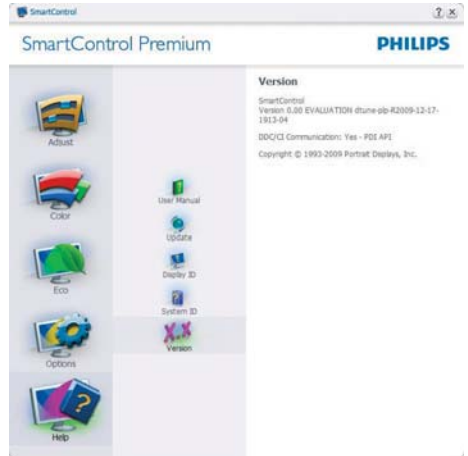 SmartControl
? X
SmartControl Premium
PHILIPS
Adjust
Color
Eco
Options
Help
User Manual
Update
Display ID
System ID
Version
Version
SmartControl
Version 0.00 EVALUATION dtune-plp-R2009-12-17-
1913-04
DDC/CI Communication: Yes - PDI API
Copyright © 1993-2009 Portrait Displays, Inc.